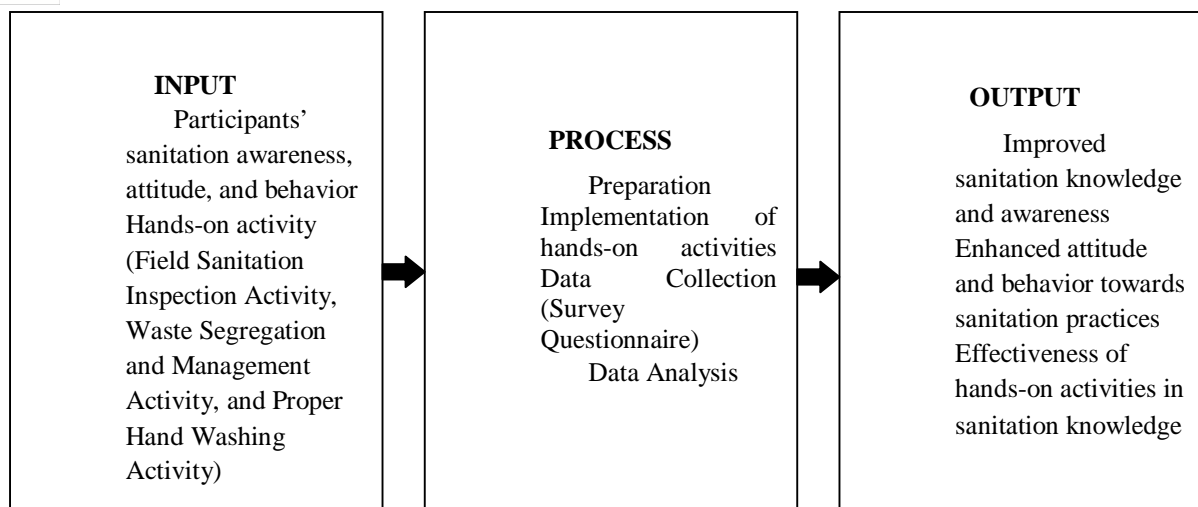 INPUT
Participants’
sanitation awareness,
attitude, and behavior
Hands-on activity
(Field Sanitation
Inspection Activity,
Waste Segregation
and Management
Activity, and Proper
Hand Washing
Activity)
PROCESS
Preparation
Implementation of
hands-on activities
Data Collection
(Survey
Questionnaire)
Data Analysis
OUTPUT
Improved
sanitation knowledge
and awareness
Enhanced attitude
and behavior towards
sanitation practices
Effectiveness of
hands-on activities in
sanitation knowledge